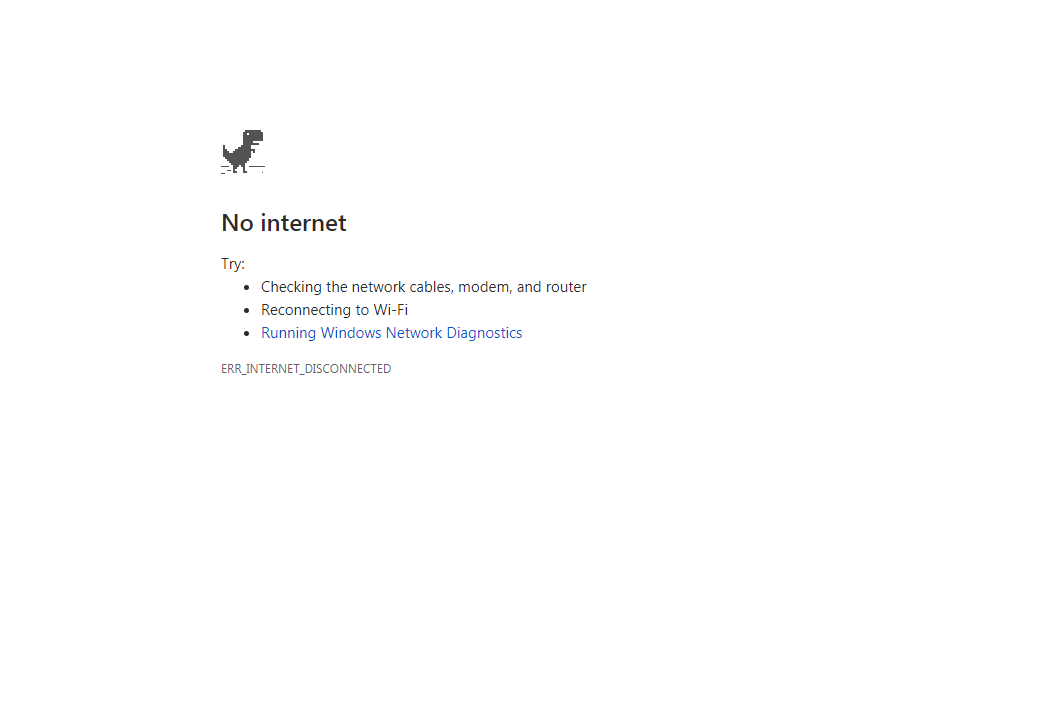 No internet
Try:
Checking the network cables, modem, and router
Reconnecting to Wi-Fi
Running Windows Network Diagnostics
ERR_INTERNET_DISCONNECTED